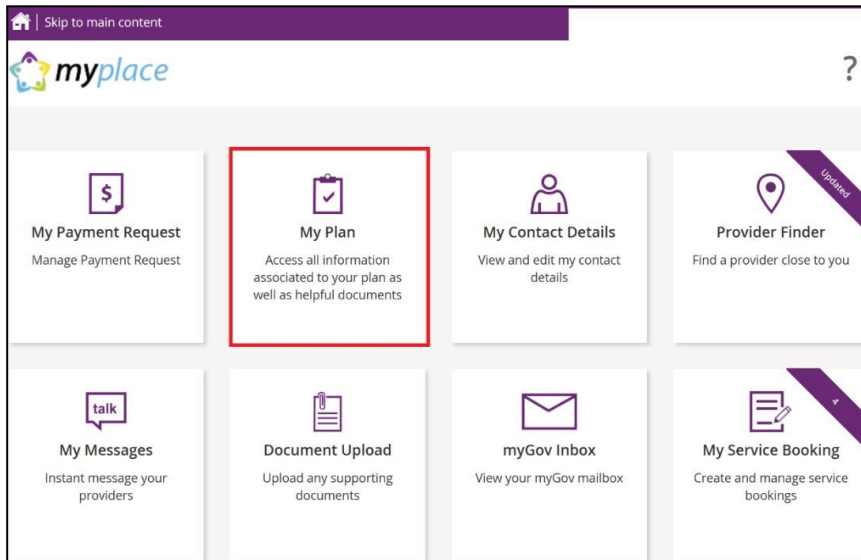 Skip to main content
myplace
?
$
My Payment Request
Manage Payment Request
My Plan
Access all information
associated to your plan as
well as helpful documents
My Contact Details
View and edit my contact
details
Updated
Provider Finder
Find a provider close to you
talk
My Messages
Instant message your
providers
Document Upload
Upload any supporting
documents
myGov Inbox
View your myGov mailbox
4
My Service Booking
Create and manage service
bookings